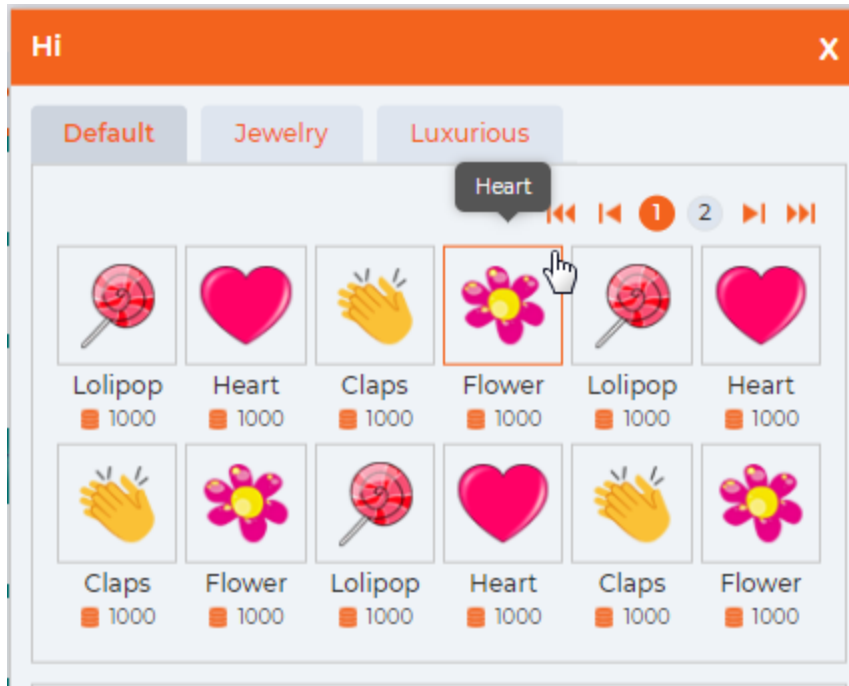 Hi X
Default Jewelry Luxurious
Heart
1 2
Lolipop Heart Claps Flower Lolipop Heart
1000 1000 1000 1000 1000 1000
Claps Flower Lolipop Heart Claps Flower
1000 1000 1000 1000 1000 1000